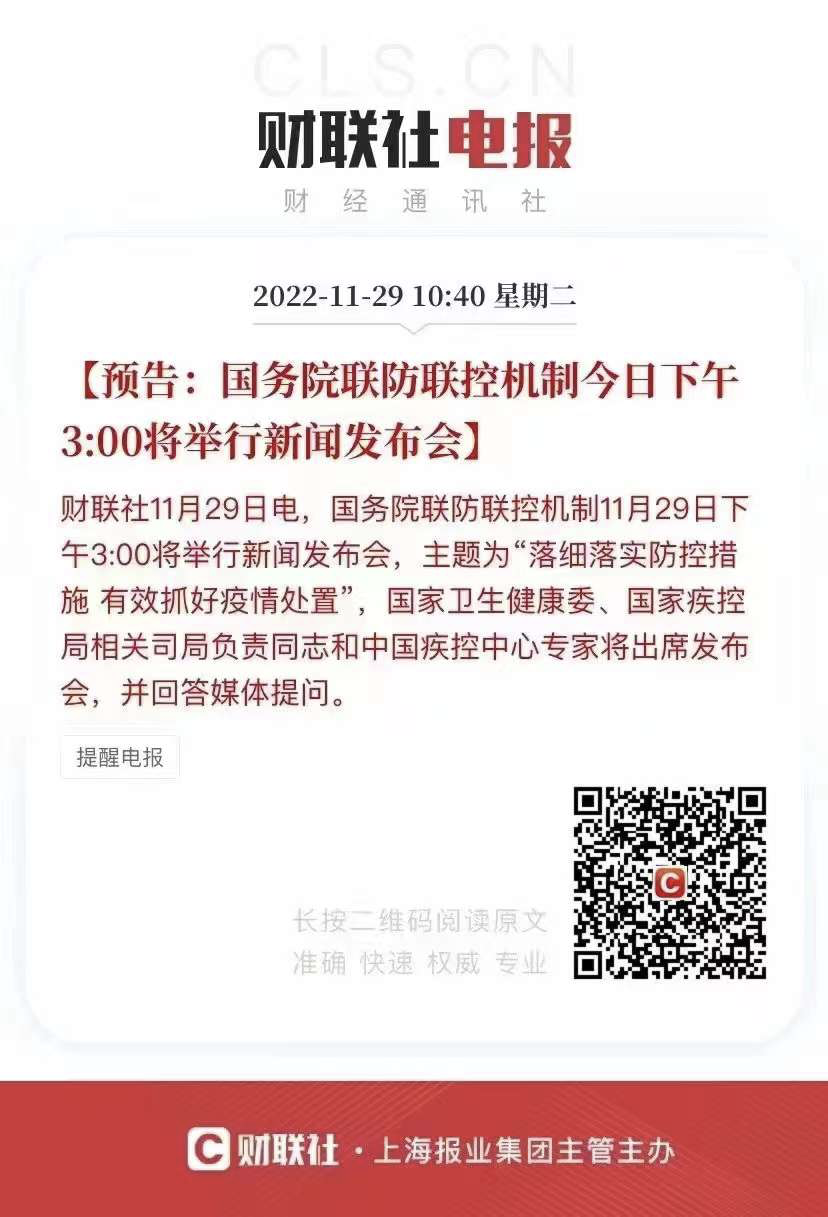 CLS.CN
财联社电报
财经通讯社
2022-11-29 10:40 星期二
【预告：国务院联防联控机制今日下午
3:00将举行新闻发布会】
财联社11月29日电，国务院联防联控机制11月29日下
午3:00将举行新闻发布会，主题为“落细落实防控措
施 有效抓好疫情处置”，国家卫生健康委、国家疾控
局相关司局负责同志和中国疾控中心专家将出席发布
会，并回答媒体提问。
提醒电报
长按二维码阅读原文
准确 快速 权威 专业
C 财联社·上海报业集团主管主办